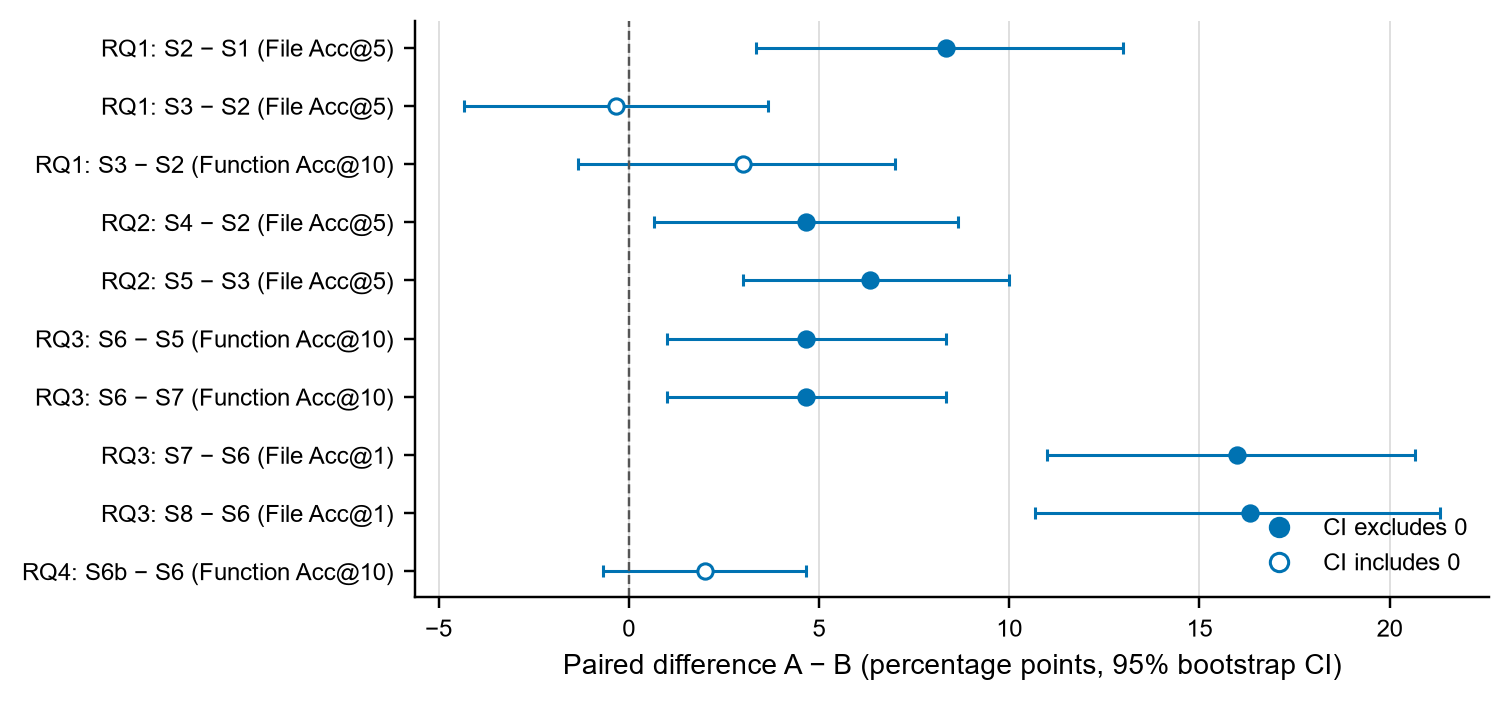 RQ1: S2 − S1 (File Acc@5)
RQ1: S3 − S2 (File Acc@5)
RQ1: S3 − S2 (Function Acc@10)
RQ2: S4 − S2 (File Acc@5)
RQ2: S5 − S3 (File Acc@5)
RQ3: S6 − S5 (Function Acc@10)
RQ3: S6 − S7 (Function Acc@10)
RQ3: S7 − S6 (File Acc@1)
RQ3: S8 − S6 (File Acc@1)
RQ4: S6b − S6 (Function Acc@10)
CI excludes 0
CI includes 0
−5 0 5 10 15 20
Paired difference A − B (percentage points, 95% bootstrap CI)